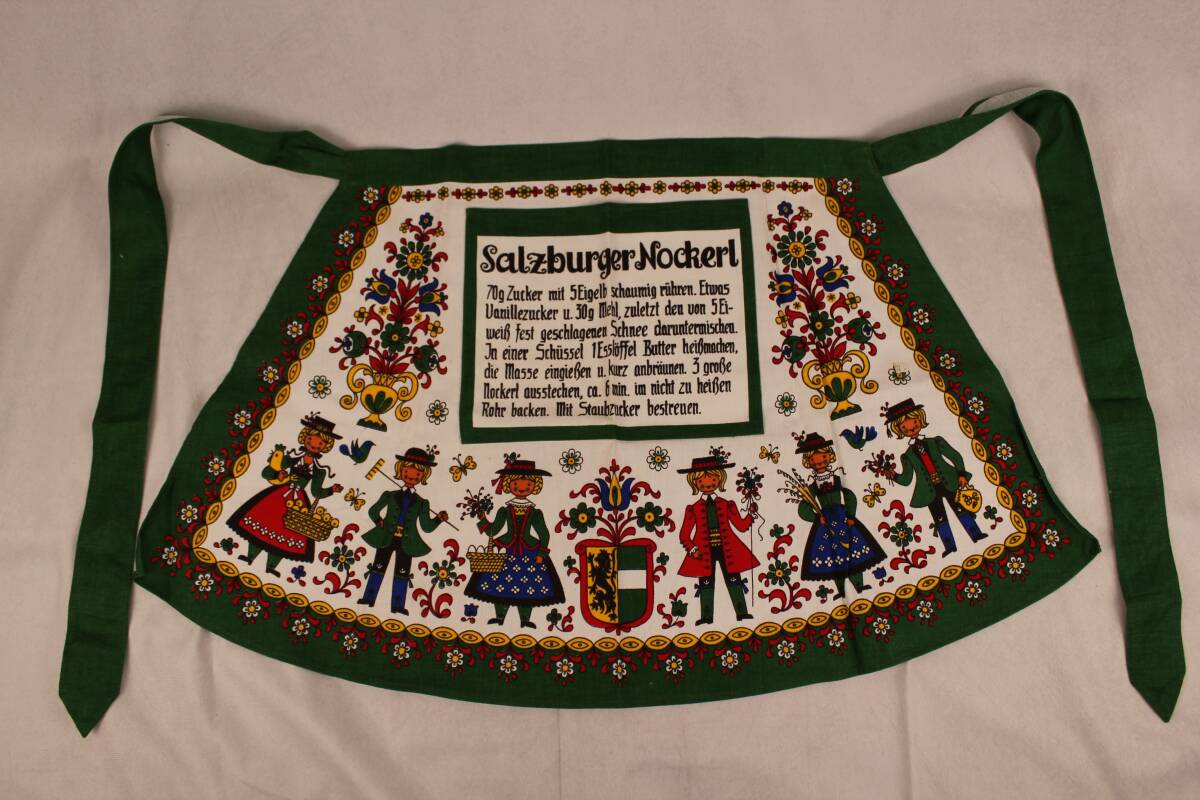 Salzburger Nockerl
70g Zucker mit 5 Eigelb schaumig rühren. Etwas
Vanillezucker u. 30g Mehl, zuletzt den von 5 Ei-
weiß fest geschlagenen Schnee daruntermischen.
In einer Schüssel 1 Esslöffel Butter heißmachen,
die Masse eingießen u. kurz anbräunen. 3 große
Nockerl ausstechen, ca. 6 min. im nicht zu heißen
Rohr backen. Mit Staubzucker bestreuen.